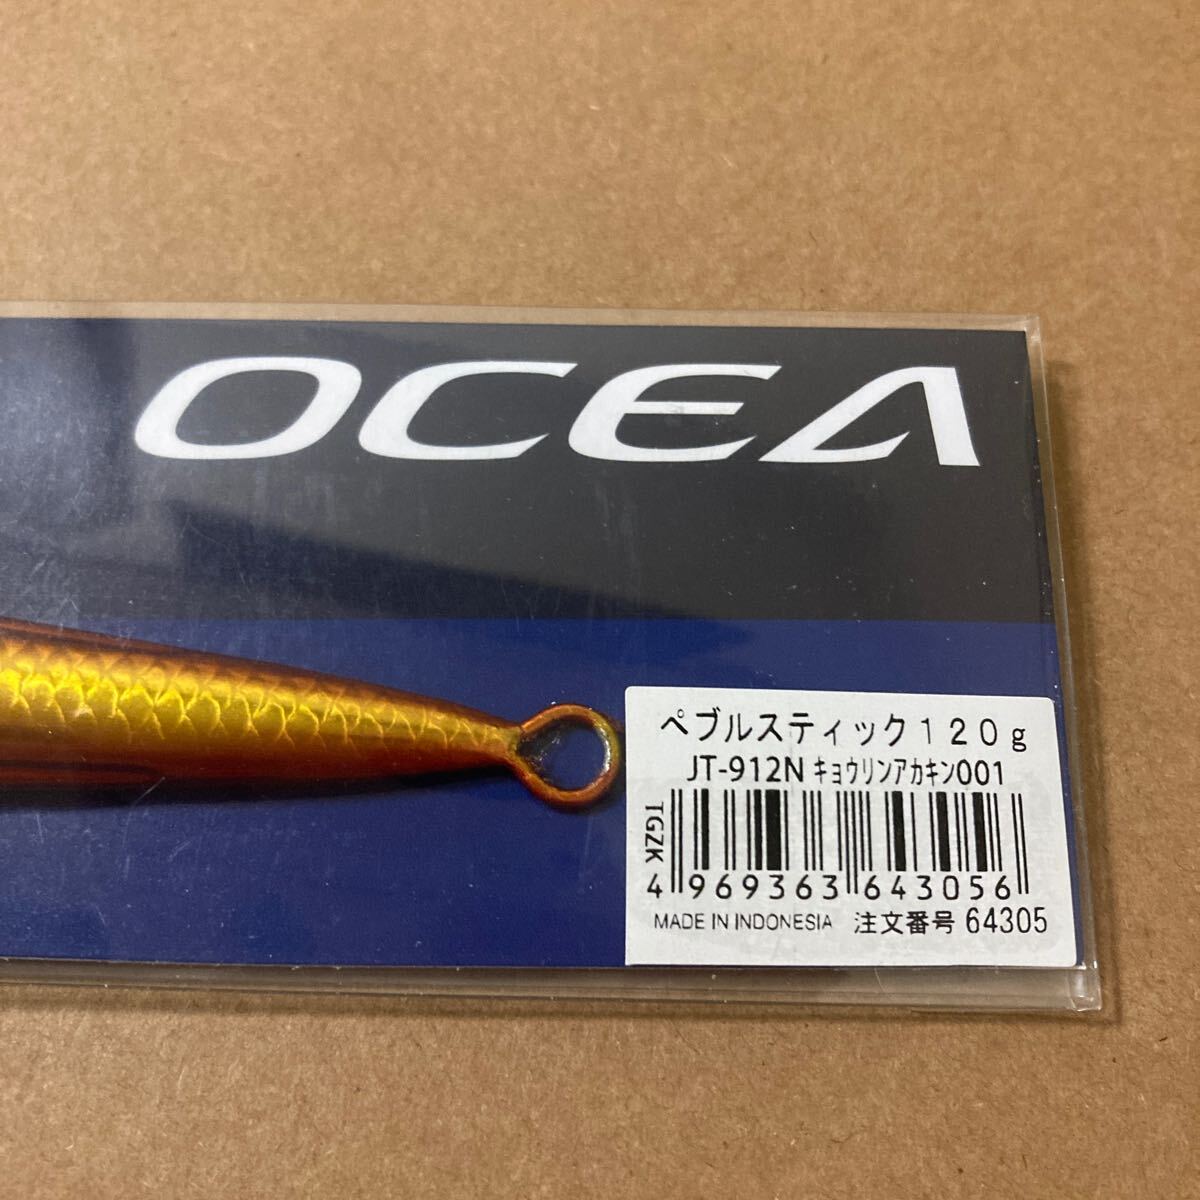 OCEA
ペブルスティック120g
JT-912N ｷｮｳﾘﾝｱｶｷﾝ001
TGZK
4 969363 643056
MADE IN INDONESIA 注文番号 64305